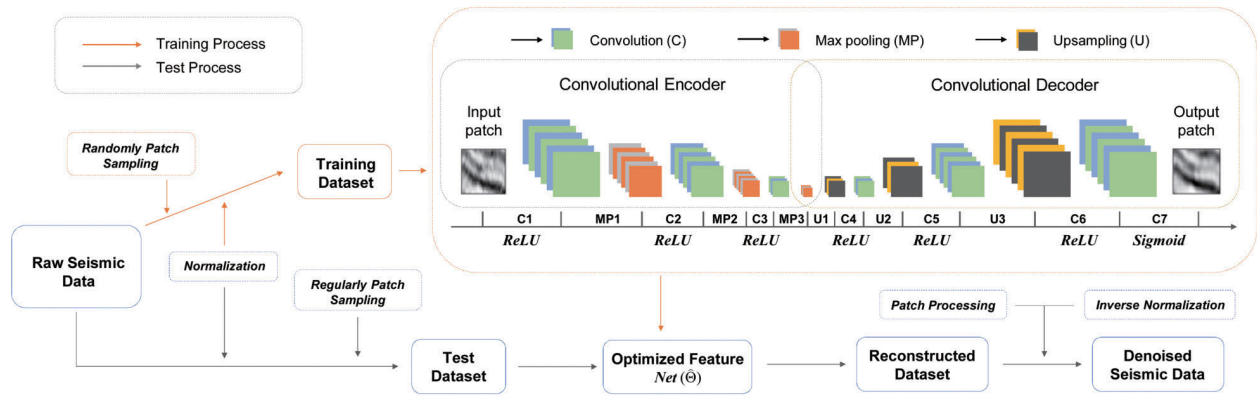 Training Process
Test Process
Convolution (C)
Max pooling (MP)
Upsampling (U)
Convolutional Encoder
Convolutional Decoder
Input
patch
Output
patch
Randomly Patch
Sampling
Training
Dataset
C1
MP1
C2
MP2
C3
MP3
U1
C4
U2
C5
U3
C6
C7
ReLU
ReLU
ReLU
ReLU
ReLU
ReLU
Sigmoid
Raw Seismic
Data
Normalization
Regularly Patch
Sampling
Patch Processing
Inverse Normalization
Test
Dataset
Optimized Feature
Net (Θ̂)
Reconstructed
Dataset
Denoised
Seismic Data